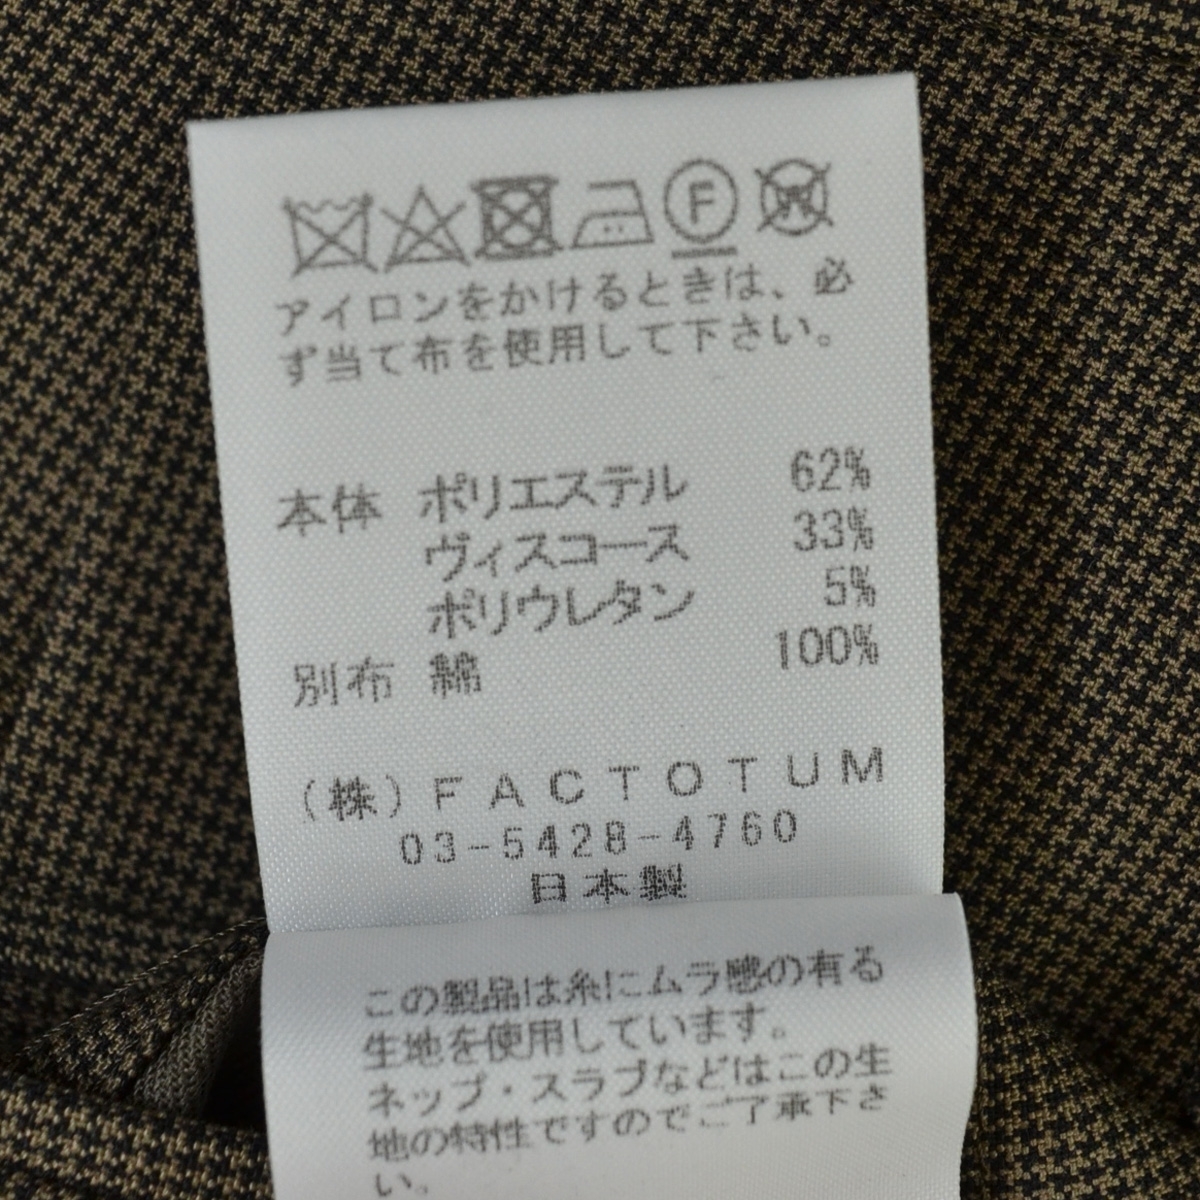 F W
アイロンをかけるときは、必
ず当て布を使用して下さい。
本体 ポリエステル 62%
ヴィスコース 33%
ポリウレタン 5%
別布 綿 100%
（株）ＦＡＣＴＯＴＵＭ
03-5428-4760
日本製
この製品は糸にムラ感の有る
生地を使用しています。
ネップ・スラブなどはこの生
地の特性ですのでご了承下さ
い。